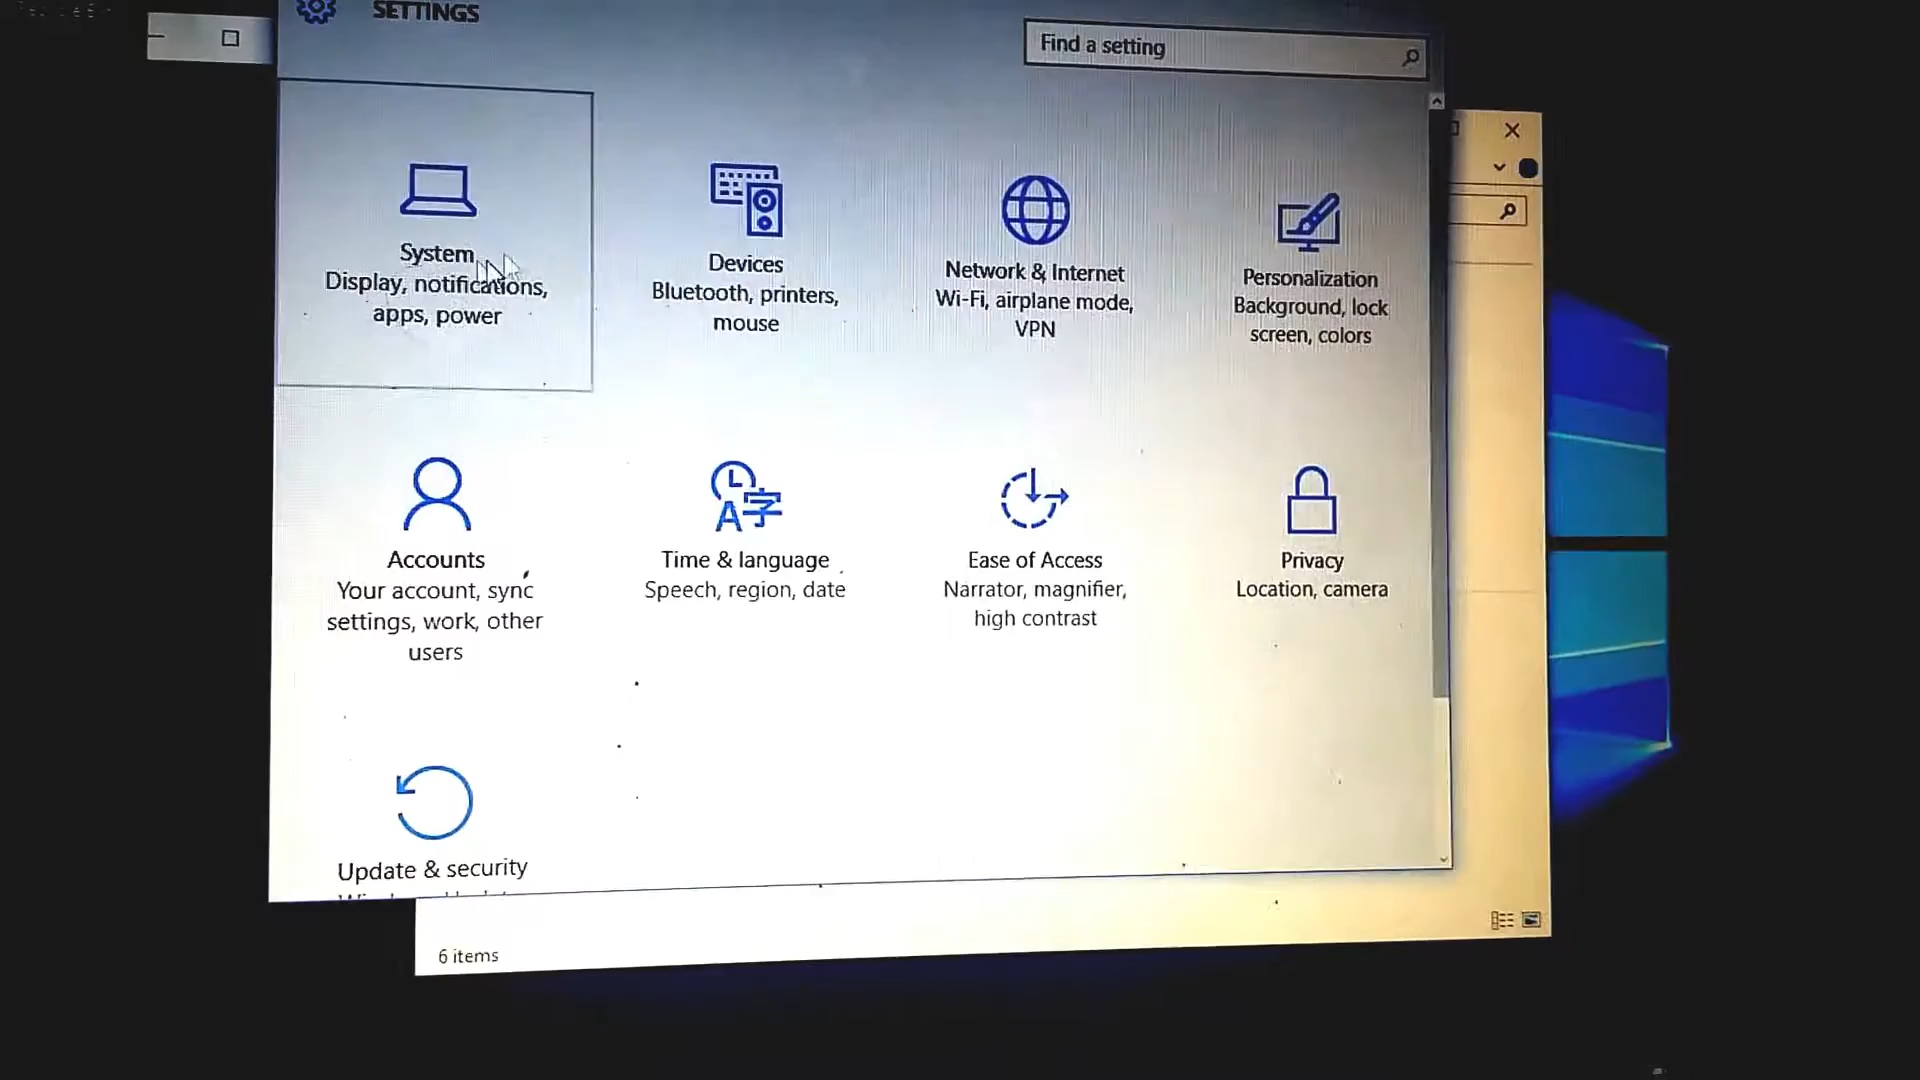 SETTINGS
Find a setting
System
Display, notifications,
apps, power
Devices
Bluetooth, printers,
mouse
Network & Internet
Wi-Fi, airplane mode,
VPN
Personalization
Background, lock
screen, colors
Accounts
Your account, sync
settings, work, other
users
Time & language
Speech, region, date
Ease of Access
Narrator, magnifier,
high contrast
Privacy
Location, camera
Update & security
6 items